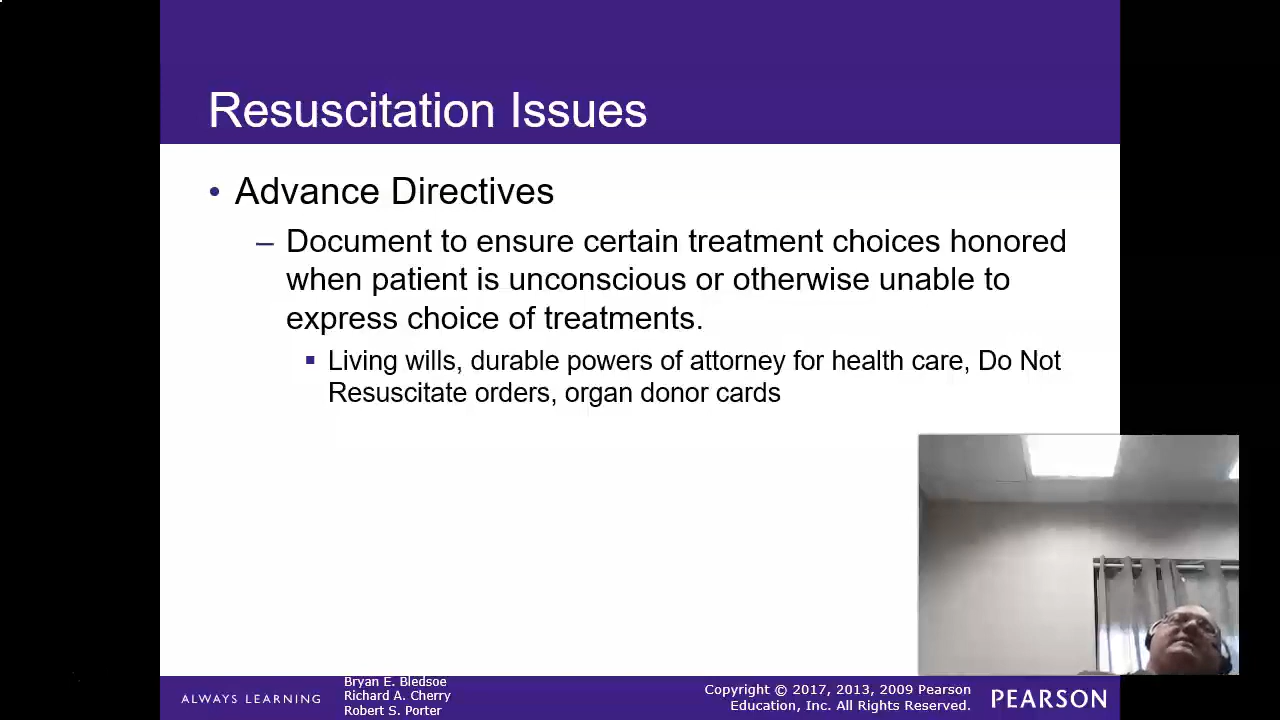 Resuscitation Issues
• Advance Directives
– Document to ensure certain treatment choices honored
when patient is unconscious or otherwise unable to
express choice of treatments.
▪ Living wills, durable powers of attorney for health care, Do Not
Resuscitate orders, organ donor cards
ALWAYS LEARNING
Bryan E. Bledsoe
Richard A. Cherry
Robert S. Porter
Copyright © 2017, 2013, 2009 Pearson
Education, Inc. All Rights Reserved.
PEARSON